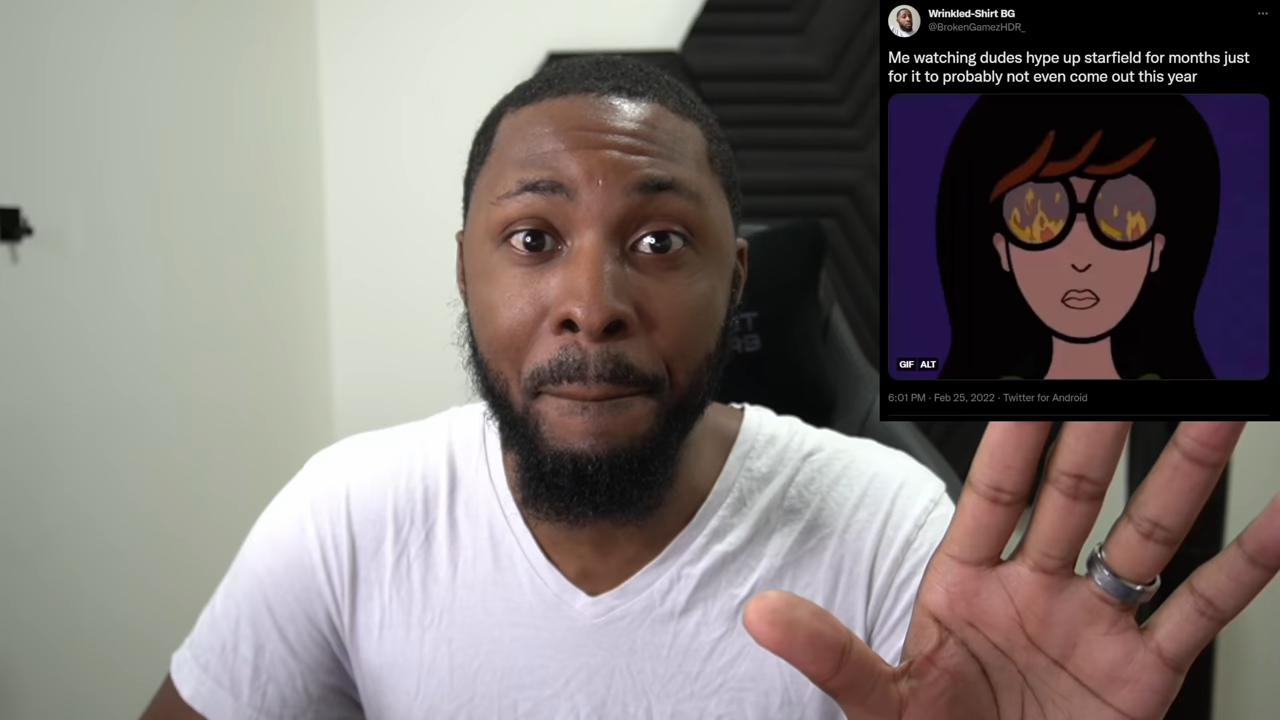 Wrinkled-Shirt BG
@BrokenGamezHDR_
Me watching dudes hype up starfield for months just
for it to probably not even come out this year
GIF ALT
6:01 PM · Feb 25, 2022 · Twitter for Android